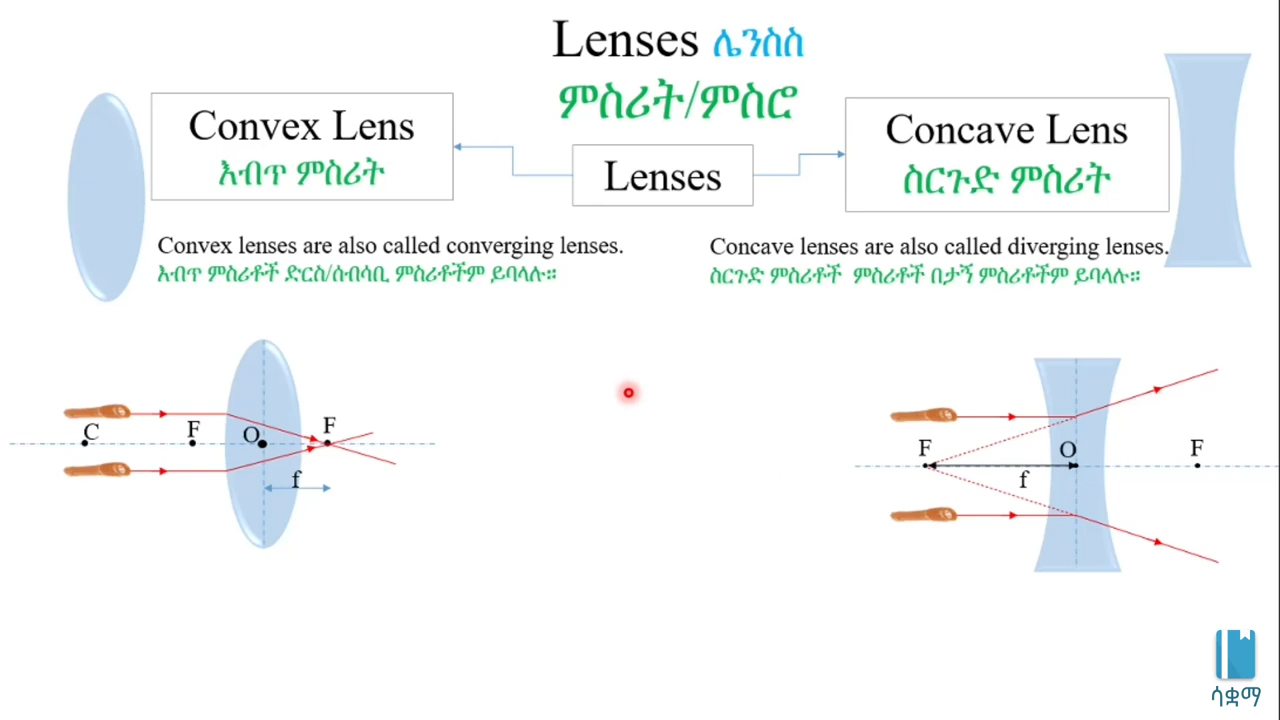 Lenses ሌንስስ
ምስሪት/ምስሮ
Convex Lens
እብጥ ምስሪት
Lenses
Concave Lens
ስርጉድ ምስሪት
Convex lenses are also called converging lenses.
እብጥ ምስሪቶች ድርስ/ሰብሳቢ ምስሪቶችም ይባላሉ።
Concave lenses are also called diverging lenses.
ስርጉድ ምስሪቶች ምስሪቶች በታኝ ምስሪቶችም ይባላሉ።
C F O F
f
F O F
f
ሳቋማ